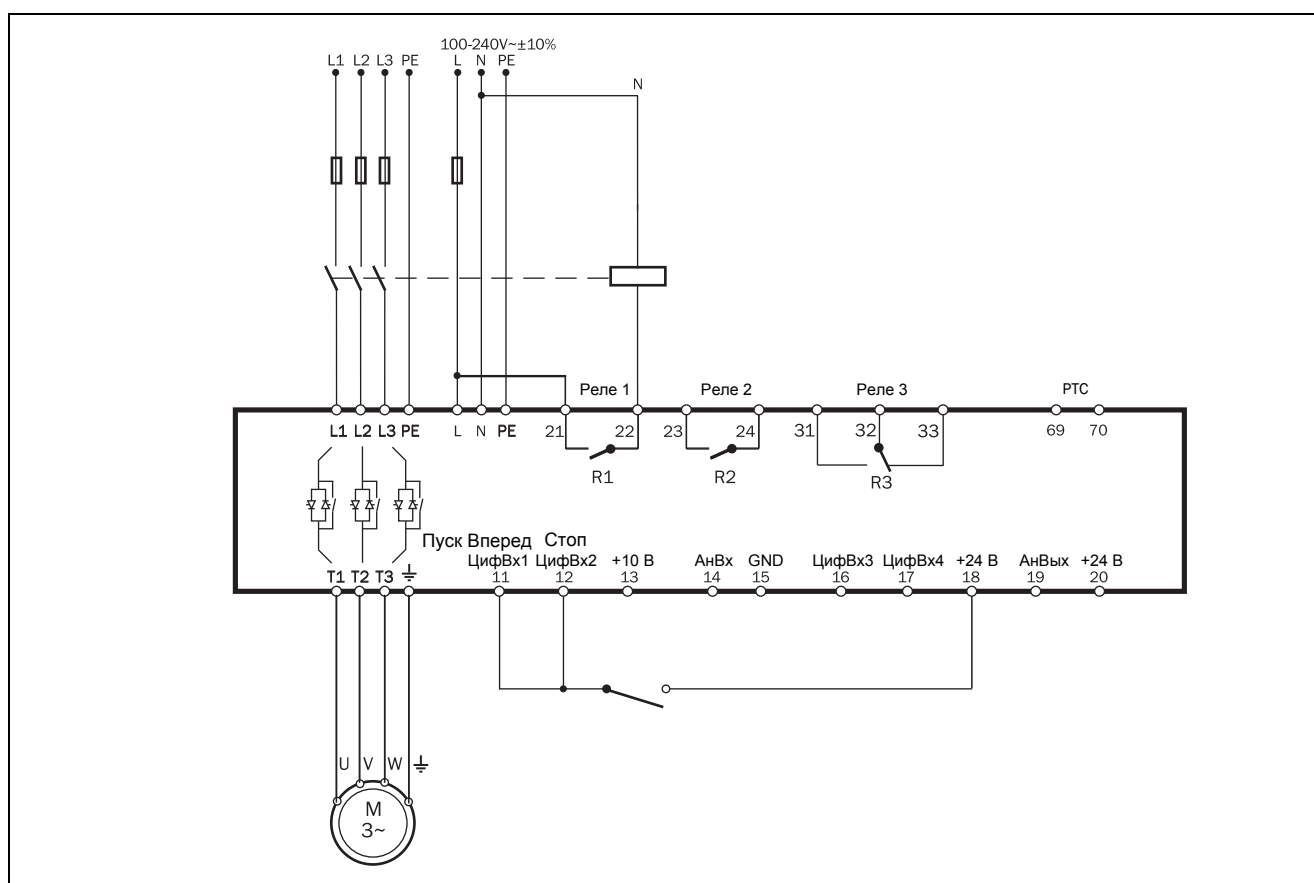 100-240V~±10%
L1 L2 L3 PE L N PE
N
Реле 1 Реле 2 Реле 3 PTC
L1 L2 L3 PE L N PE 21 22 23 24 31 32 33 69 70
R1 R2 R3
Пуск Вперед Стоп
ЦифВх1 ЦифВх2 +10 В АнВх GND ЦифВх3 ЦифВх4 +24 В АнВых +24 В
T1 T2 T3 11 12 13 14 15 16 17 18 19 20
U V W
M
3~